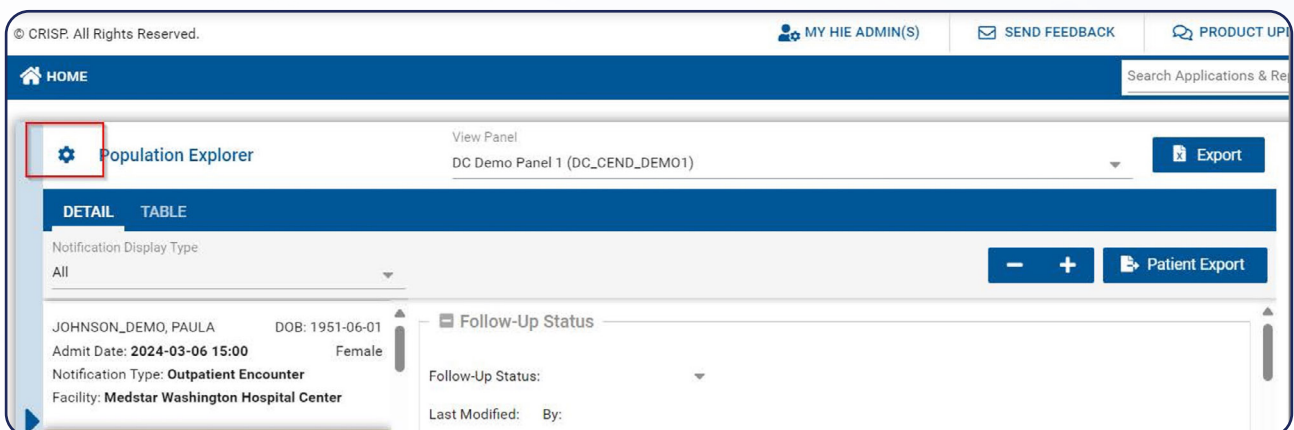 © CRISP. All Rights Reserved.
MY HIE ADMIN(S)
SEND FEEDBACK
PRODUCT UPD
HOME
Search Applications & Re
Population Explorer
View Panel
DC Demo Panel 1 (DC_CEND_DEMO1)
Export
DETAIL TABLE
Notification Display Type
All
Patient Export
JOHNSON_DEMO, PAULA DOB: 1951-06-01
Admit Date: 2024-03-06 15:00 Female
Notification Type: Outpatient Encounter
Facility: Medstar Washington Hospital Center
Follow-Up Status
Follow-Up Status:
Last Modified: By: